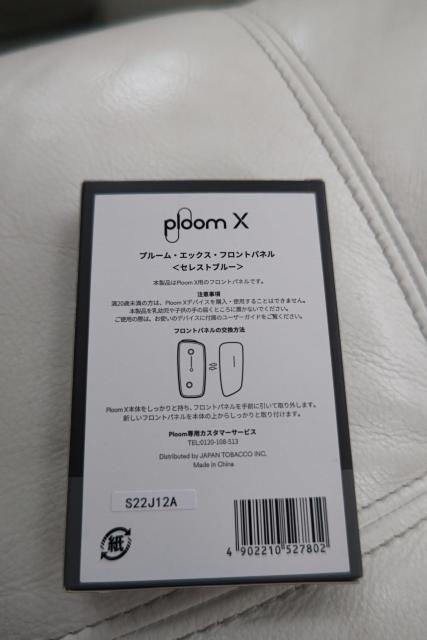 ploom X
プルーム・エックス・フロントパネル
＜セレストブルー＞
本製品はPloom X用のフロントパネルです。
注意事項
満20歳未満の方は、Ploom Xデバイスを購入・使用することはできません。
本製品を乳幼児や子供の手の届くところに置かないでください。
ご使用の際は、お使いのデバイスに付属のユーザーガイドをご覧ください。
フロントパネルの交換方法
Ploom X本体をしっかりと持ち、フロントパネルを手前に引いて取り外します。
新しいフロントパネルを本体の上からしっかりと取り付けます。
Ploom専用カスタマーサービス
TEL:0120-108-513
Distributed by JAPAN TOBACCO INC.
Made in China
S22J12A
紙
4 902210 527802